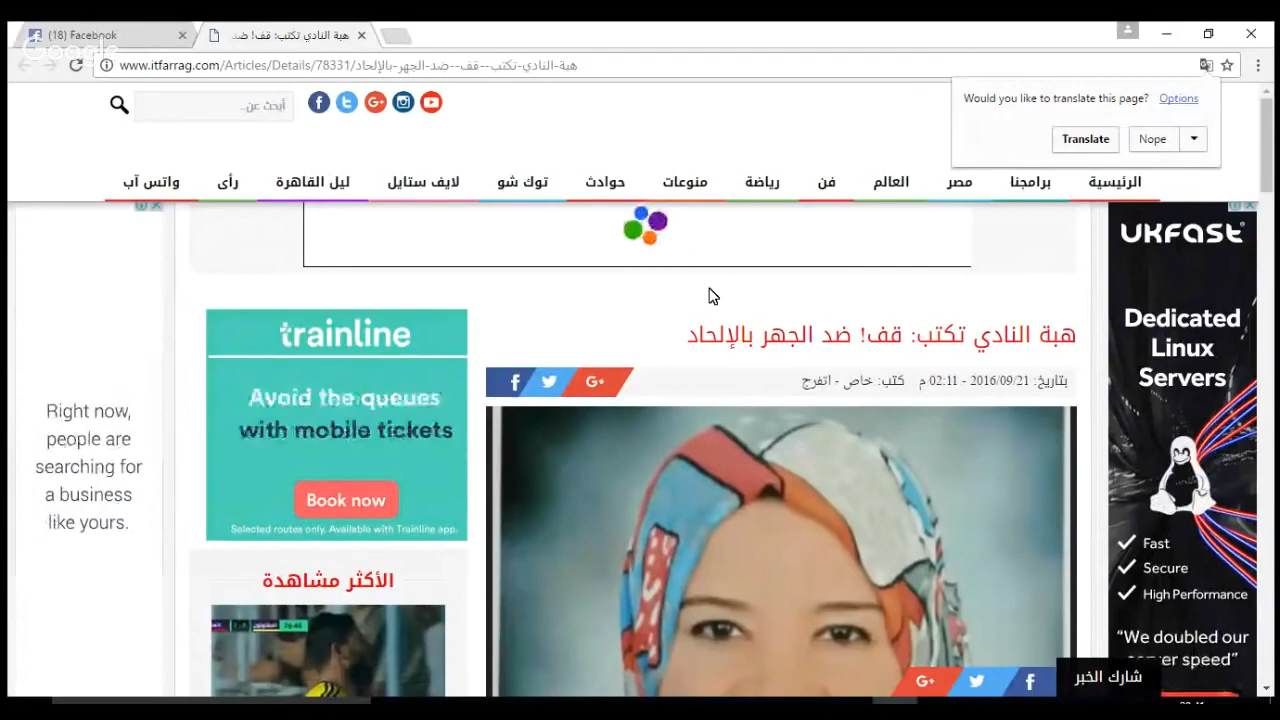 (18) Facebook
هبة النادي تكتب: قف! ضد
Google
www.itfarrag.com/Articles/Details/78331/هبة-النادي-تكتب--قف--ضد-الجهر-بالإلحاد
Would you like to translate this page? Options
Translate
Nope
أبحث عن..
الرئيسية
برامجنا
مصر
العالم
فن
رياضة
منوعات
حوادث
توك شو
لايف ستايل
ليل القاهرة
رأى
واتس آب
هبة النادي تكتب: قف! ضد الجهر بالإلحاد
بتاريخ: 2016/09/21 - 02:11 م
كتب: خاص - اتفرج
trainline
Avoid the queues
with mobile tickets
Book now
Selected routes only. Available with Trainline app.
الأكثر مشاهدة
Right now,
people are
searching for
a business
like yours.
UKFAST
Dedicated
Linux
Servers
Fast
Secure
High Performance
“We doubled our
server speed”
شارك الخبر